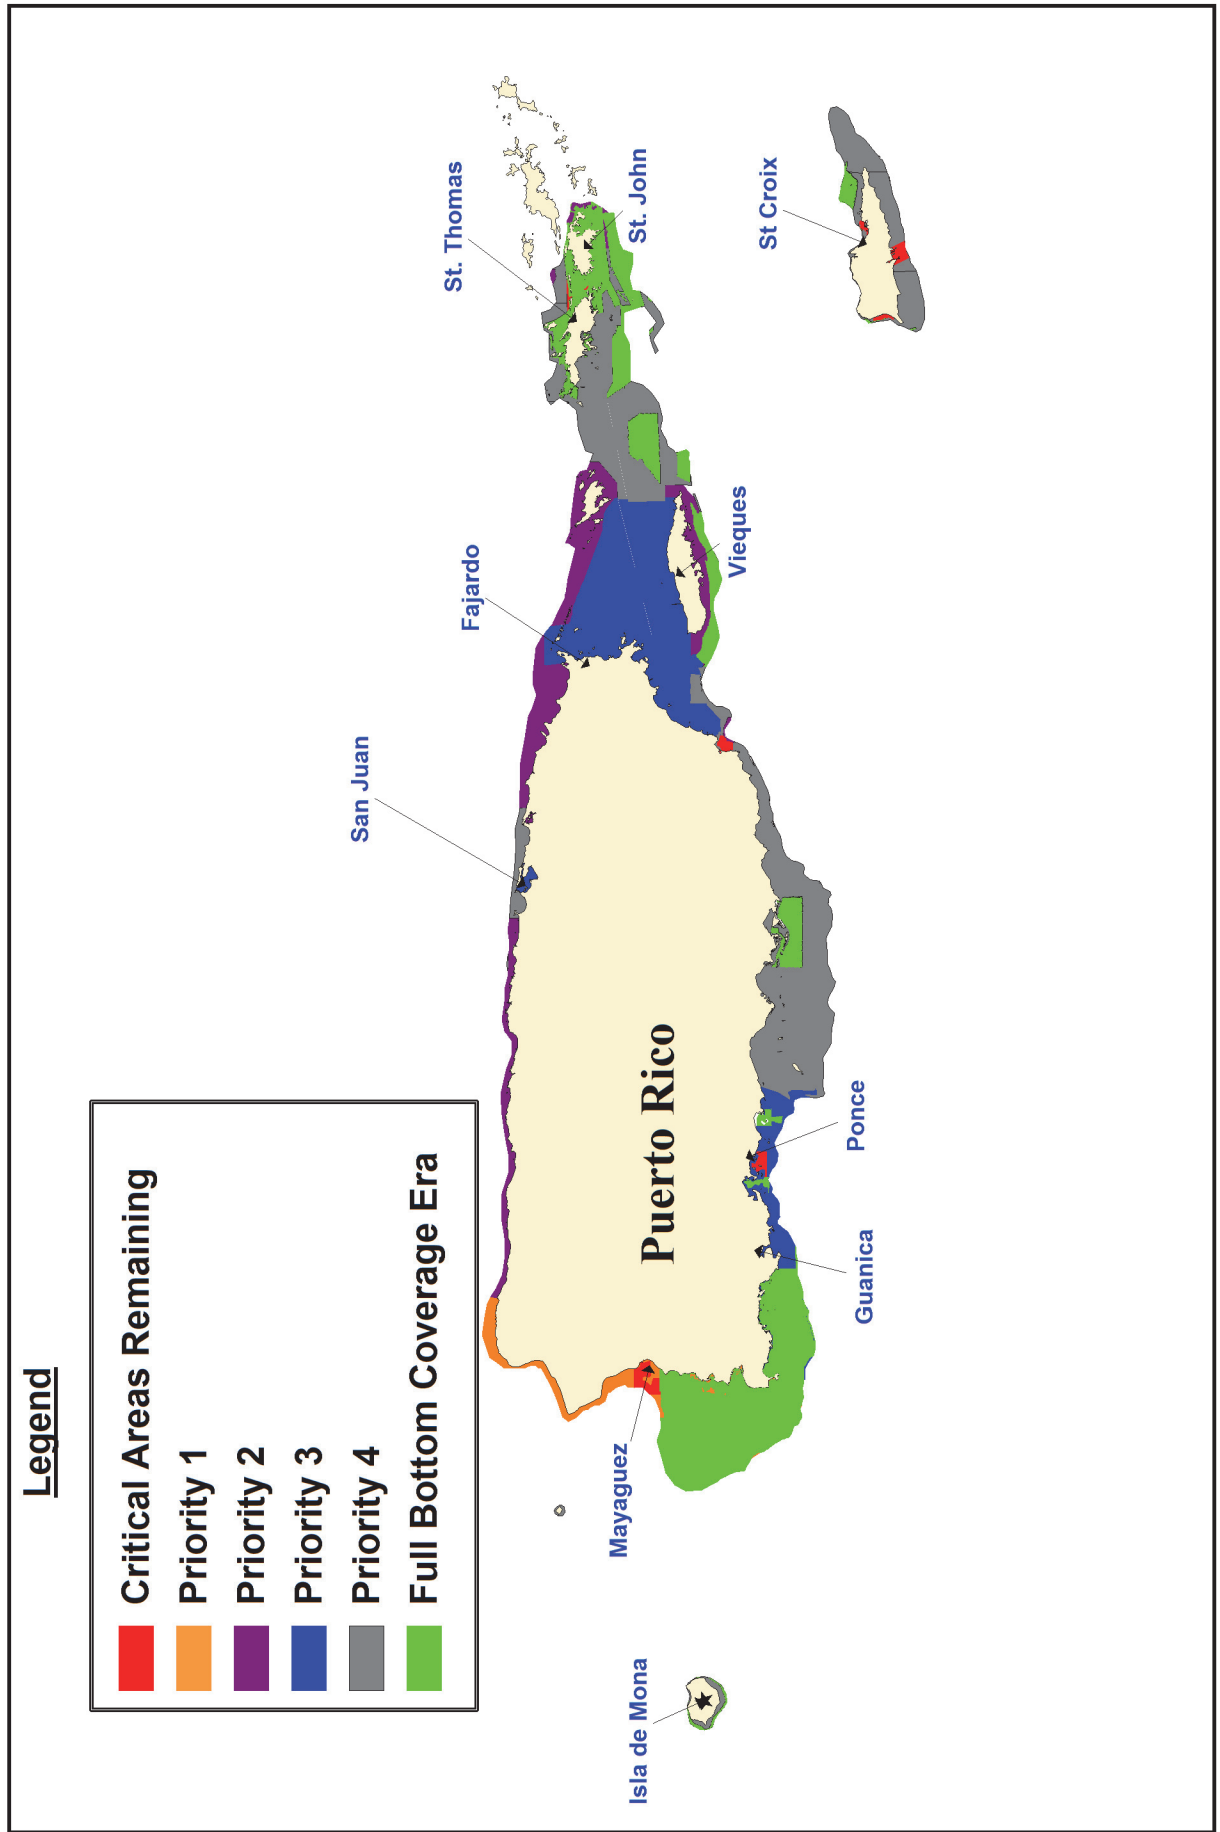 Legend
Critical Areas Remaining
Priority 1
Priority 2
Priority 3
Priority 4
Full Bottom Coverage Era
San Juan
Fajardo
St. Thomas
St. John
St Croix
Vieques
Puerto Rico
Ponce
Guanica
Mayaguez
Isla de Mona